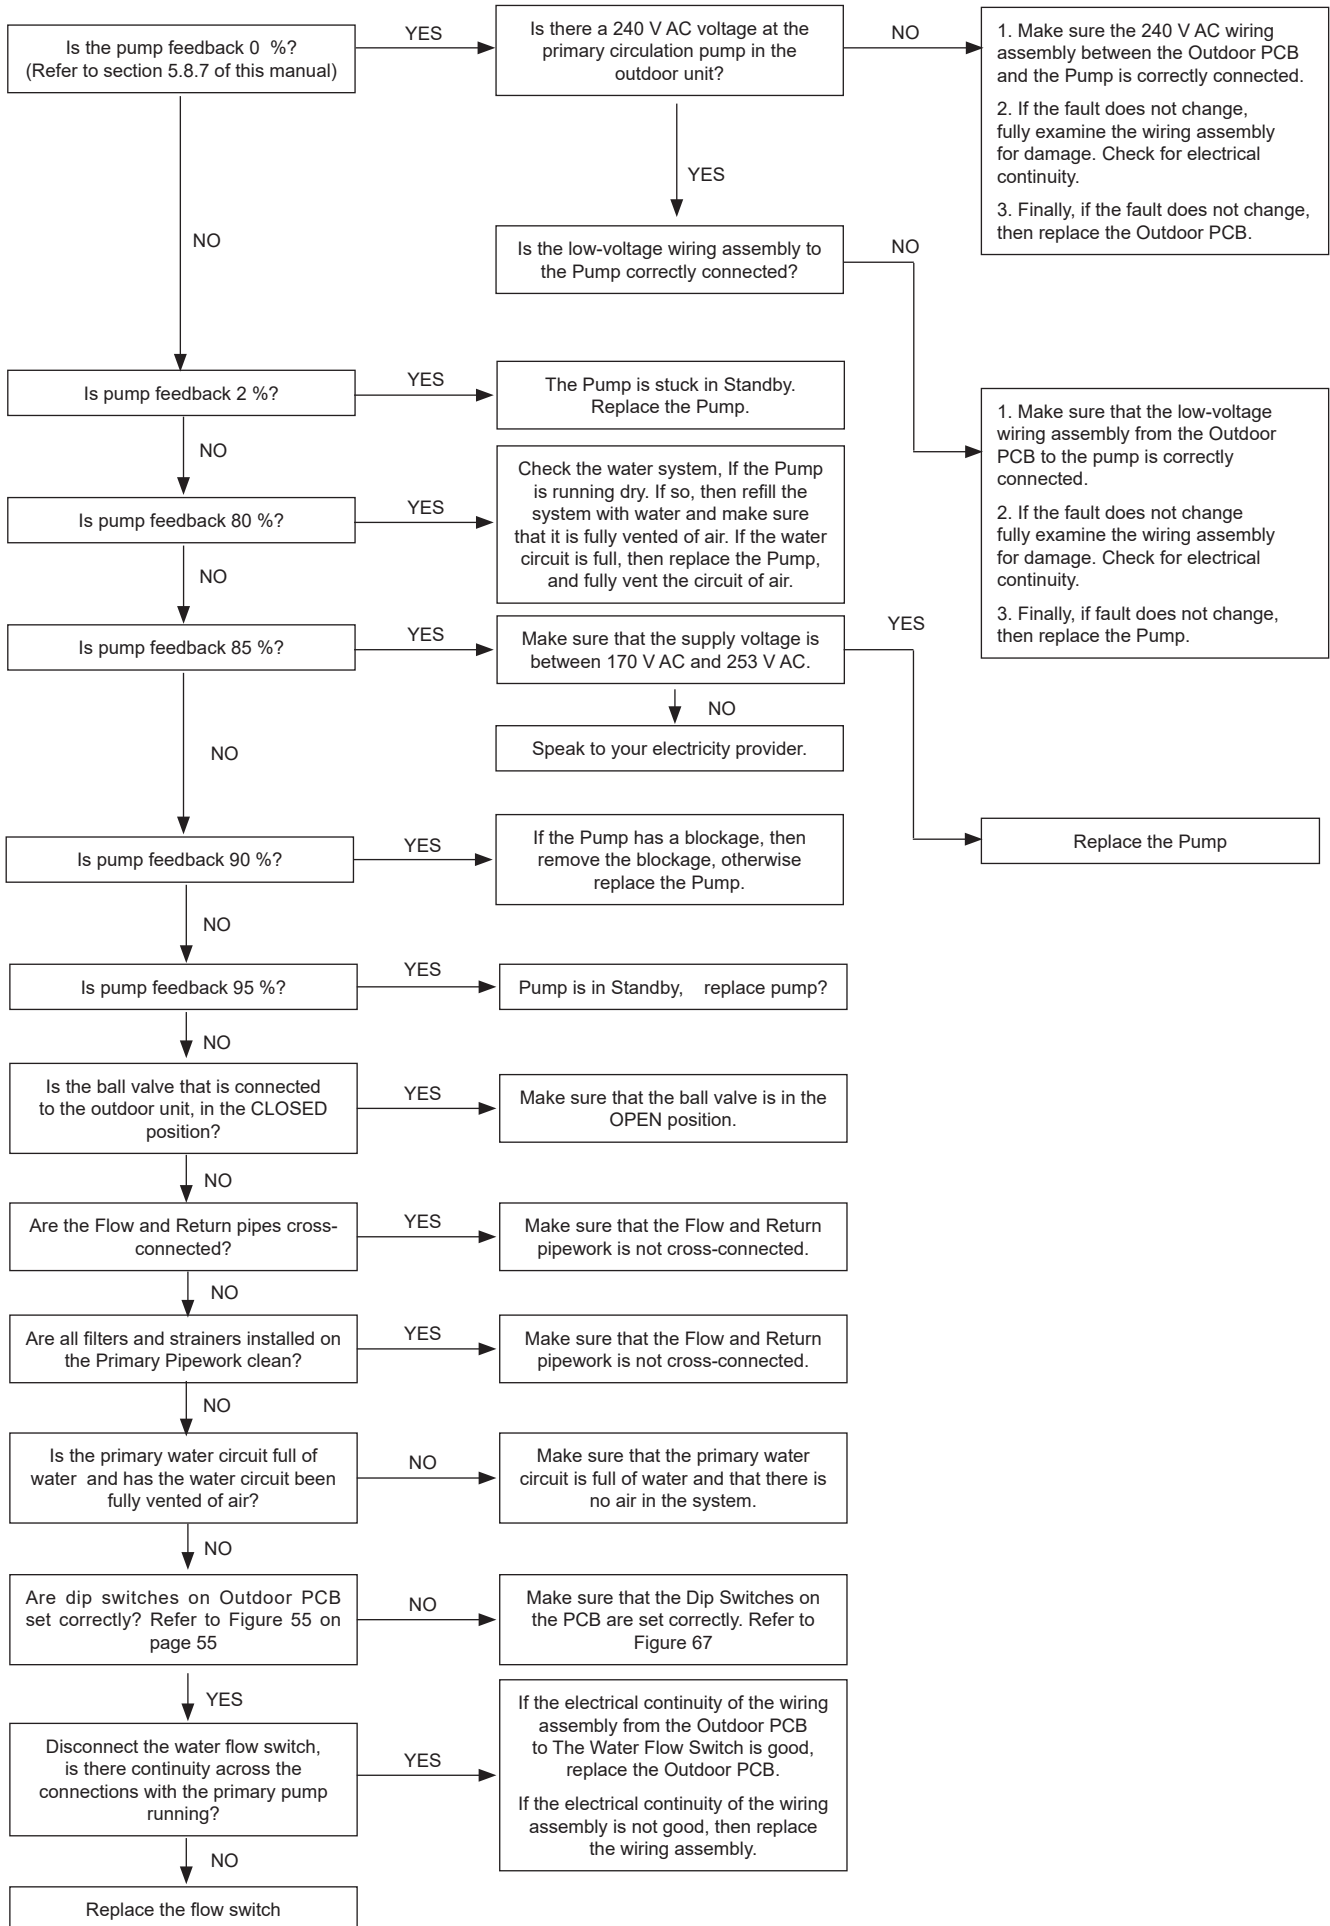 Is the pump feedback 0 %?
(Refer to section 5.8.7 of this manual)
YES
Is there a 240 V AC voltage at the
primary circulation pump in the
outdoor unit?
NO
1. Make sure the 240 V AC wiring
assembly between the Outdoor PCB
and the Pump is correctly connected.
2. If the fault does not change,
fully examine the wiring assembly
for damage. Check for electrical
continuity.
3. Finally, if the fault does not change,
then replace the Outdoor PCB.
YES
NO
Is the low-voltage wiring assembly to
the Pump correctly connected?
NO
1. Make sure that the low-voltage
wiring assembly from the Outdoor
PCB to the pump is correctly
connected.
2. If the fault does not change
fully examine the wiring assembly
for damage. Check for electrical
continuity.
3. Finally, if fault does not change,
then replace the Pump.
Is pump feedback 2 %?
YES
The Pump is stuck in Standby.
Replace the Pump.
NO
Is pump feedback 80 %?
YES
Check the water system, If the Pump
is running dry. If so, then refill the
system with water and make sure
that it is fully vented of air. If the water
circuit is full, then replace the Pump,
and fully vent the circuit of air.
NO
Is pump feedback 85 %?
YES
Make sure that the supply voltage is
between 170 V AC and 253 V AC.
YES
NO
Speak to your electricity provider.
Replace the Pump
NO
Is pump feedback 90 %?
YES
If the Pump has a blockage, then
remove the blockage, otherwise
replace the Pump.
NO
Is pump feedback 95 %?
YES
Pump is in Standby, replace pump?
NO
Is the ball valve that is connected
to the outdoor unit, in the CLOSED
position?
YES
Make sure that the ball valve is in the
OPEN position.
NO
Are the Flow and Return pipes cross-
connected?
YES
Make sure that the Flow and Return
pipework is not cross-connected.
NO
Are all filters and strainers installed on
the Primary Pipework clean?
YES
Make sure that the Flow and Return
pipework is not cross-connected.
NO
Is the primary water circuit full of
water and has the water circuit been
fully vented of air?
NO
Make sure that the primary water
circuit is full of water and that there is
no air in the system.
NO
Are dip switches on Outdoor PCB
set correctly? Refer to Figure 55 on
page 55
NO
Make sure that the Dip Switches on
the PCB are set correctly. Refer to
Figure 67
YES
Disconnect the water flow switch,
is there continuity across the
connections with the primary pump
running?
YES
If the electrical continuity of the wiring
assembly from the Outdoor PCB
to The Water Flow Switch is good,
replace the Outdoor PCB.
If the electrical continuity of the wiring
assembly is not good, then replace
the wiring assembly.
NO
Replace the flow switch